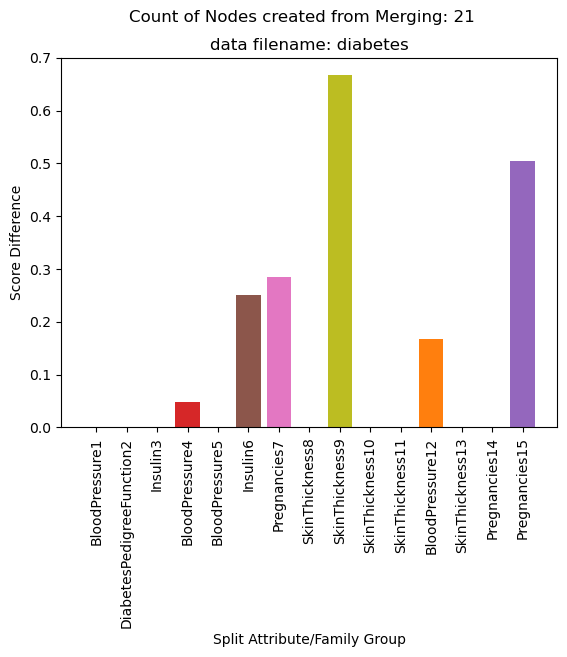 Count of Nodes created from Merging: 21
data filename: diabetes
0.7
0.6
0.5
0.4
0.3
0.2
0.1
0.0
Score Difference
BloodPressure1
DiabetesPedigreeFunction2
Insulin3
BloodPressure4
BloodPressure5
Insulin6
Pregnancies7
SkinThickness8
SkinThickness9
SkinThickness10
SkinThickness11
BloodPressure12
SkinThickness13
Pregnancies14
Pregnancies15
Split Attribute/Family Group